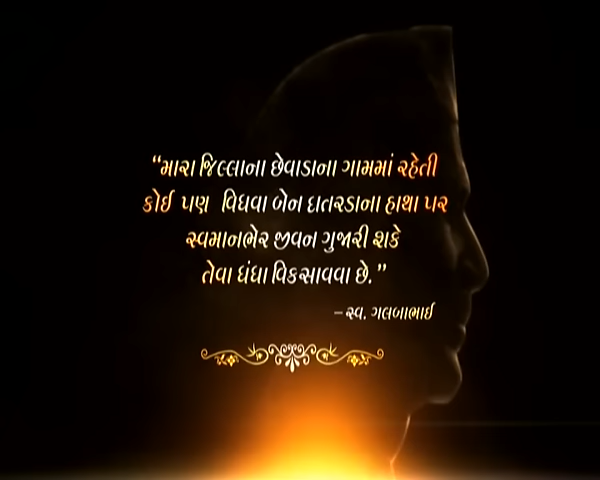 “મારા જિલ્લાના છેવાડાના ગામમાં રહેતી
કોઈ પણ વિધવા બેન દાતરડાના હાથા પર
સ્વમાનભેર જીવન ગુજારી શકે
તેવા ધંધા વિકસાવવા છે.”
– સ્વ. ગલબાભાઈ